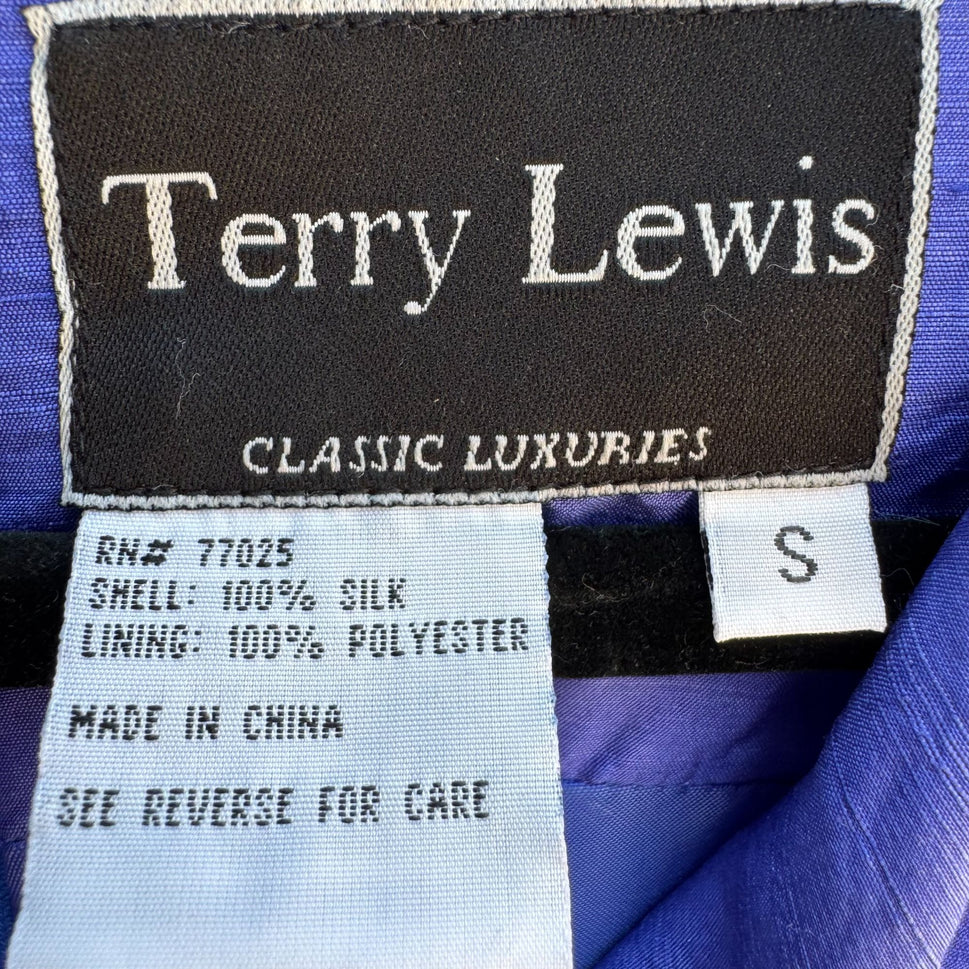 Terry Lewis
CLASSIC LUXURIES
RN# 77025
SHELL: 100% SILK
LINING: 100% POLYESTER
MADE IN CHINA
SEE REVERSE FOR CARE
S